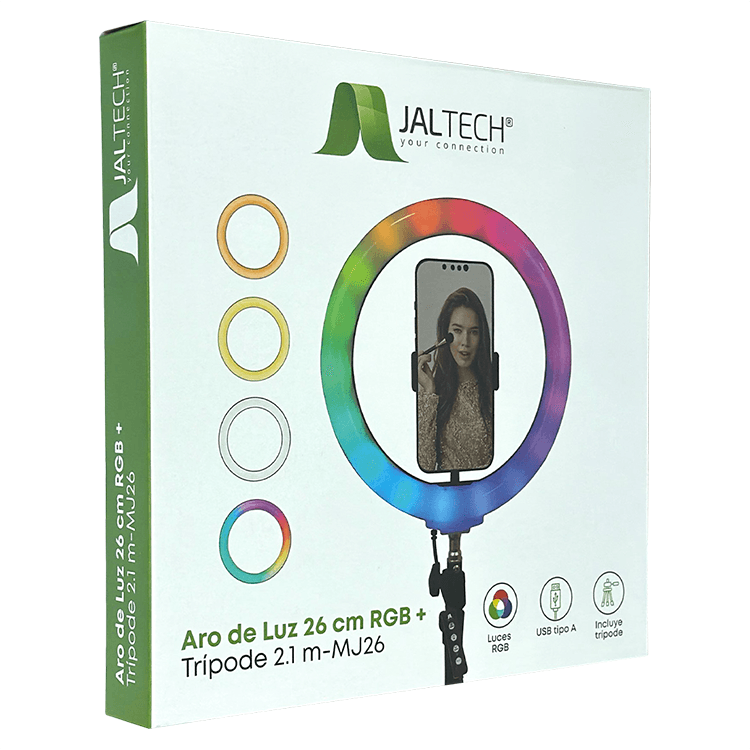 JALTECH®
your connection
Aro de Luz 26 cm RGB +
Trípode 2.1 m-MJ26
JALTECH®
your connection
Aro de Luz 26 cm RGB +
Trípode 2.1 m-MJ26
Luces
RGB
USB tipo A
Incluye
trípode